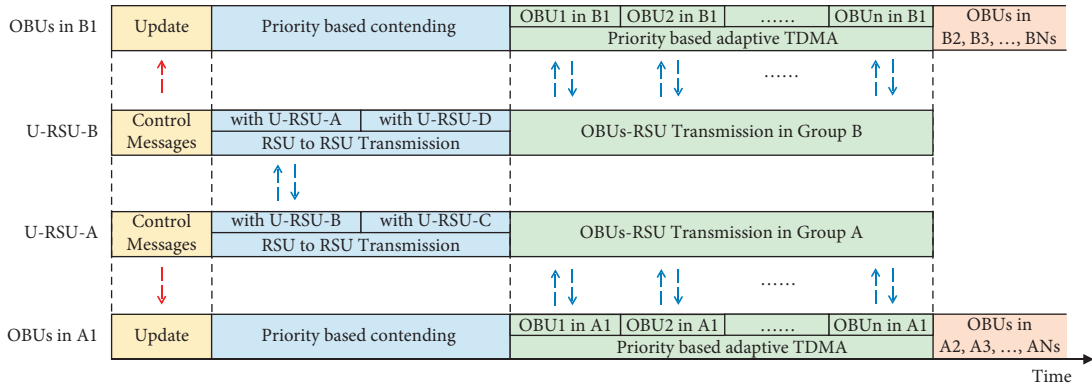 OBUs in B1
Update
Priority based contending
OBU1 in B1
OBU2 in B1
......
OBUn in B1
Priority based adaptive TDMA
OBUs in
B2, B3, ..., BNs
......
U-RSU-B
Control
Messages
with U-RSU-A
with U-RSU-D
RSU to RSU Transmission
OBUs-RSU Transmission in Group B
U-RSU-A
Control
Messages
with U-RSU-B
with U-RSU-C
RSU to RSU Transmission
OBUs-RSU Transmission in Group A
......
OBUs in A1
Update
Priority based contending
OBU1 in A1
OBU2 in A1
......
OBUn in A1
Priority based adaptive TDMA
OBUs in
A2, A3, ..., ANs
Time